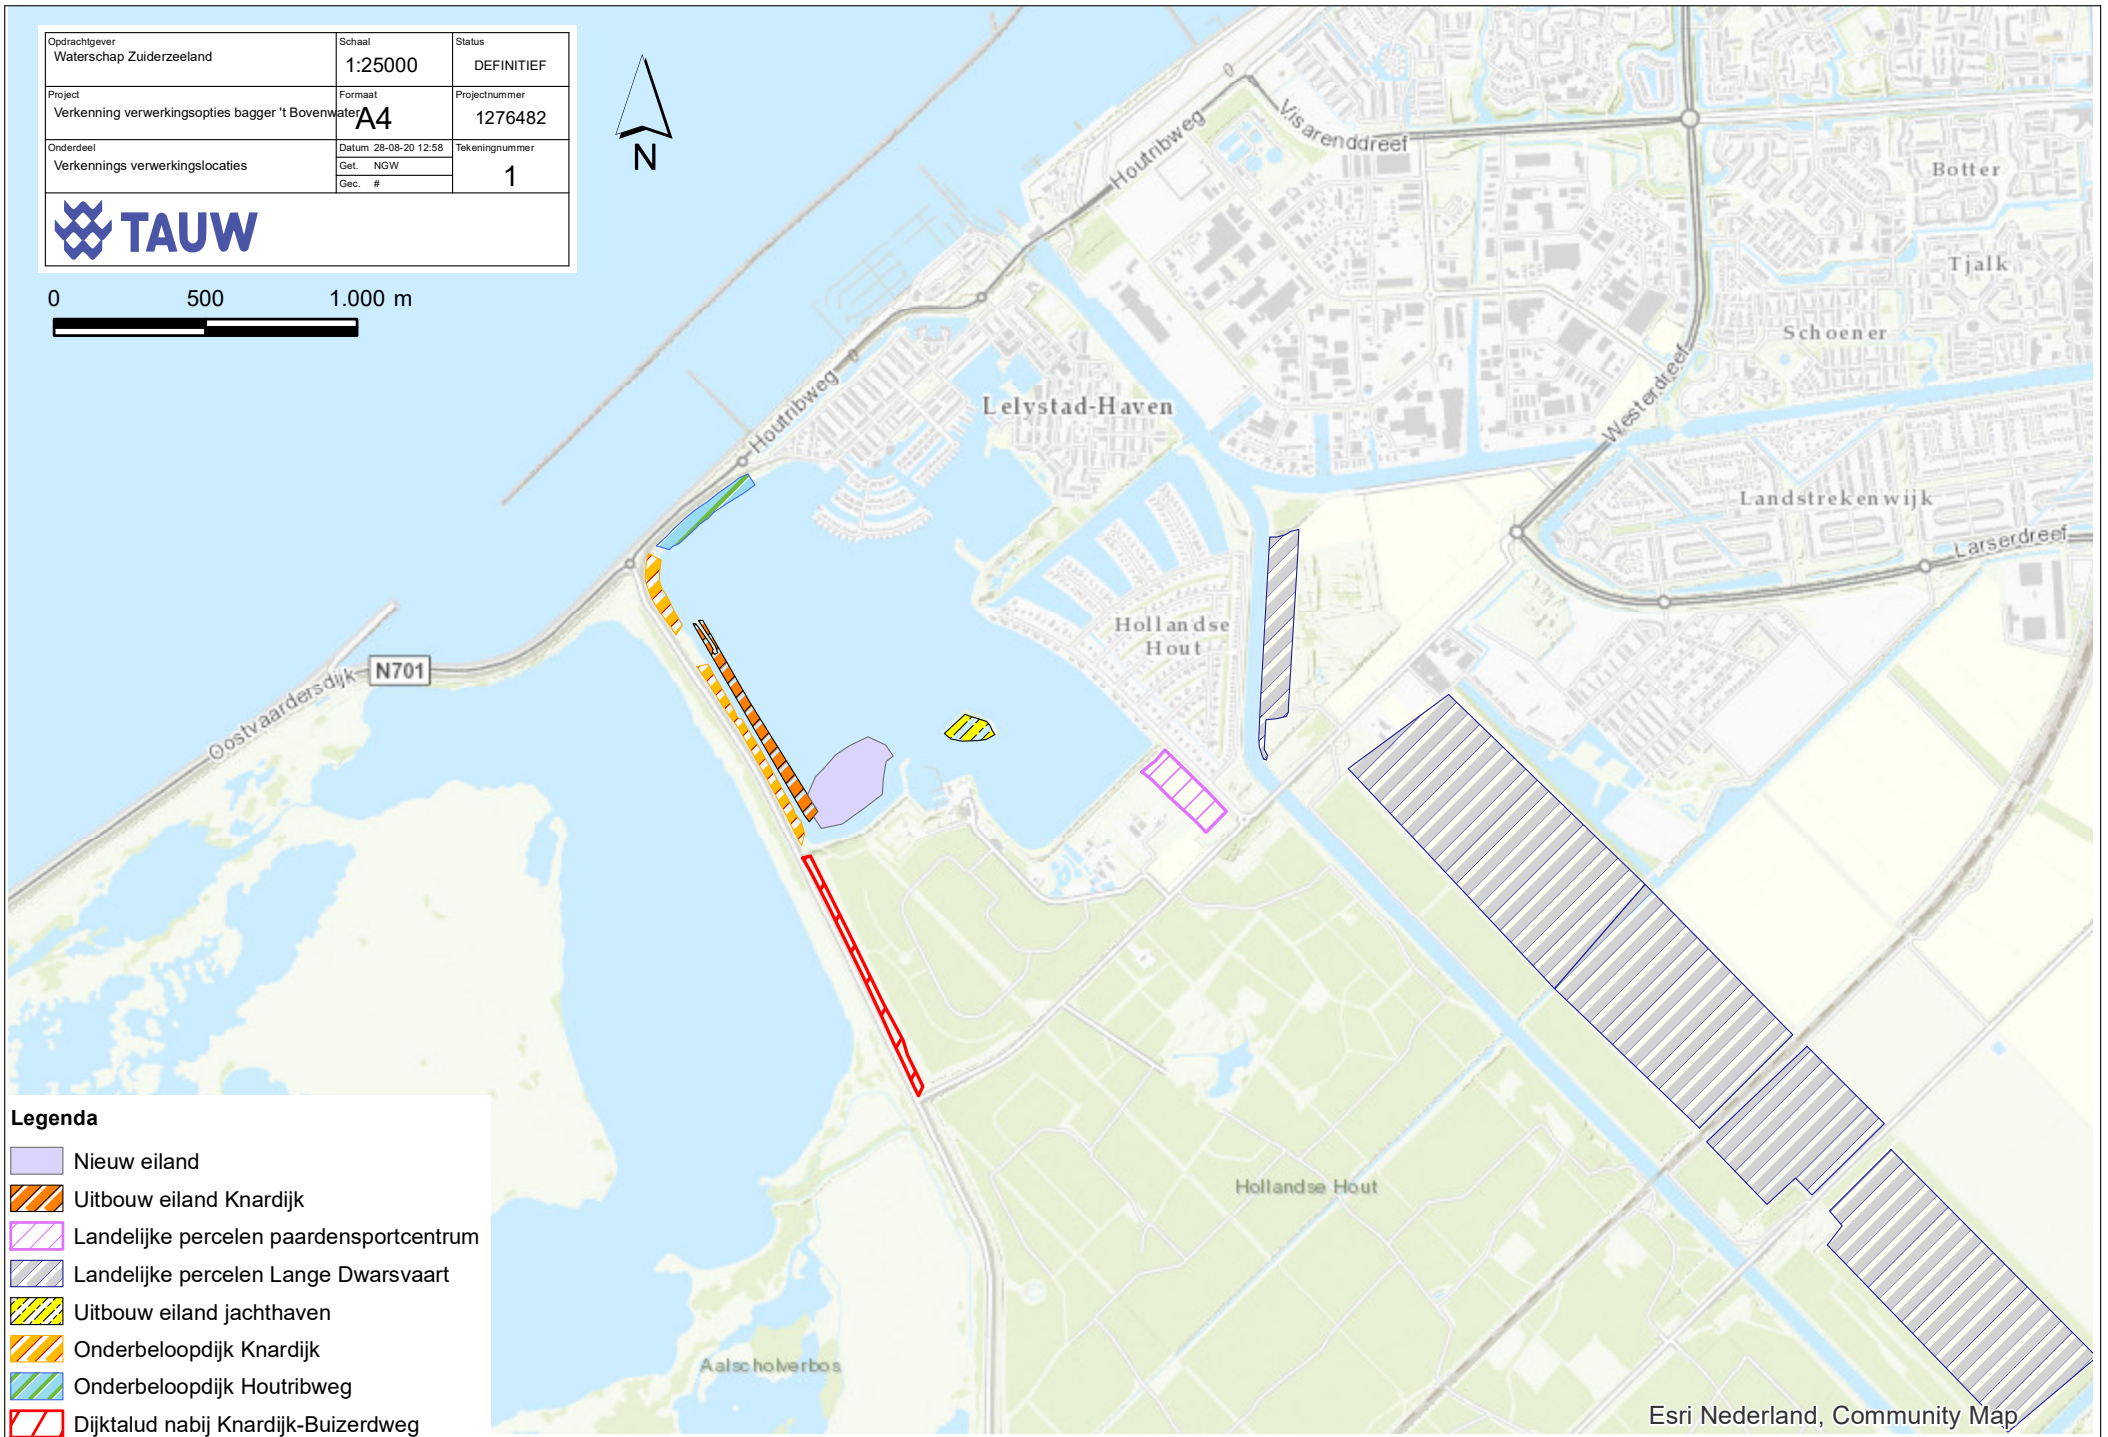 Opdrachtgever
Waterschap Zuiderzeeland
Schaal
1:25000
Status
DEFINITIEF
Project
Verkenning verwerkingsopties bagger 't Bovenwater
Formaat
A4
Projectnummer
1276482
Onderdeel
Verkennings verwerkingslocaties
Datum 28-08-20 12:58
Get. NGW
Gec. #
Tekeningnummer
1
TAUW
N
0 500 1.000 m
Houtribweg
Visarenddreef
Botter
Tjalk
Schoener
Westerdreef
Houtribweg
Lelystad-Haven
Landstrekenwijk
Larserdreef
Hollandse
Hout
N701
Oostvaardersdijk
Hollandse Hout
Aalscholverbos
Legenda
Nieuw eiland
Uitbouw eiland Knardijk
Landelijke percelen paardensportcentrum
Landelijke percelen Lange Dwarsvaart
Uitbouw eiland jachthaven
Onderbeloopdijk Knardijk
Onderbeloopdijk Houtribweg
Dijktalud nabij Knardijk-Buizerdweg
Esri Nederland, Community Map